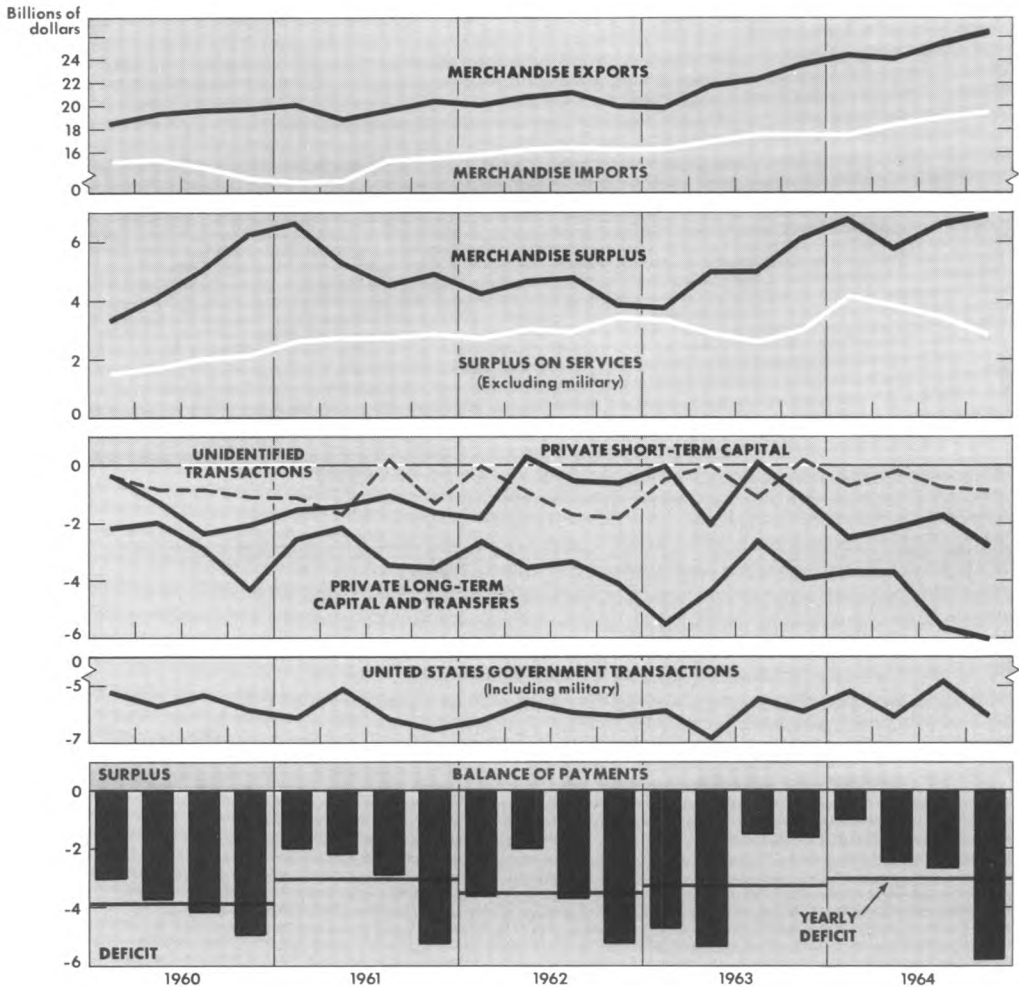 Billions of
dollars
24
22
20
18
16
0
MERCHANDISE EXPORTS
MERCHANDISE IMPORTS
6
4
2
0
MERCHANDISE SURPLUS
SURPLUS ON SERVICES
(Excluding military)
0
-2
-4
-6
UNIDENTIFIED
TRANSACTIONS
PRIVATE SHORT-TERM CAPITAL
PRIVATE LONG-TERM
CAPITAL AND TRANSFERS
0
-5
-7
UNITED STATES GOVERNMENT TRANSACTIONS
(Including military)
SURPLUS
BALANCE OF PAYMENTS
0
-2
-4
-6
YEARLY
DEFICIT
DEFICIT
1960
1961
1962
1963
1964